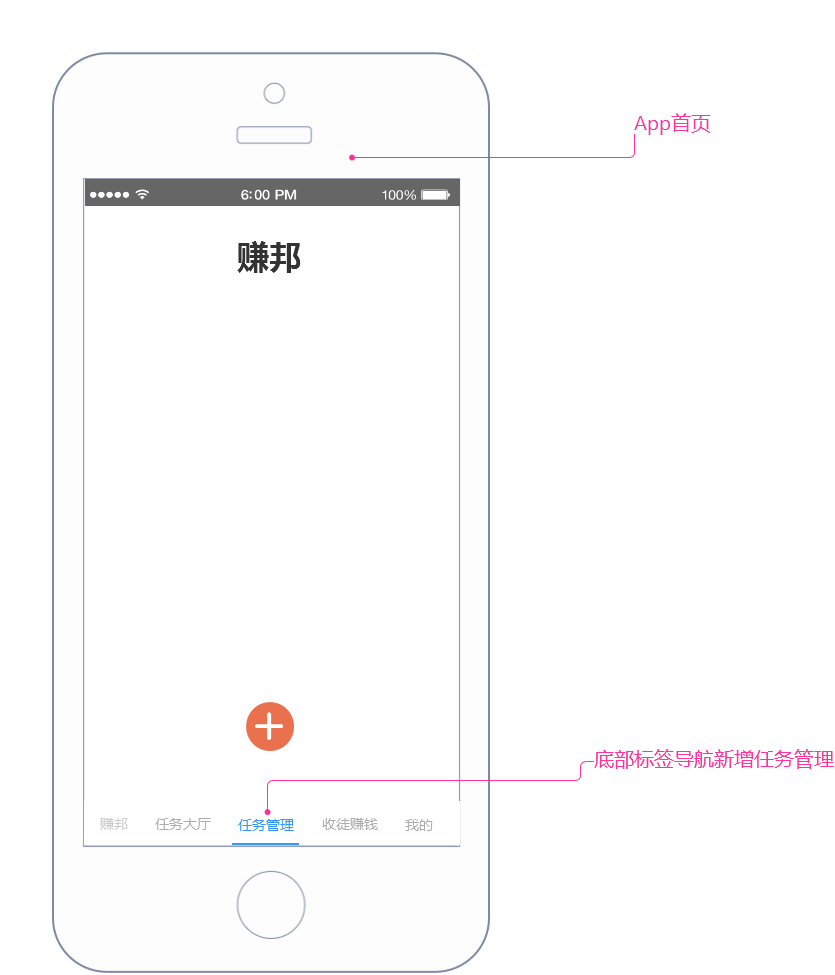 App首页
6:00 PM
100%
赚邦
底部标签导航新增任务管理
赚邦
任务大厅
任务管理
收徒赚钱
我的